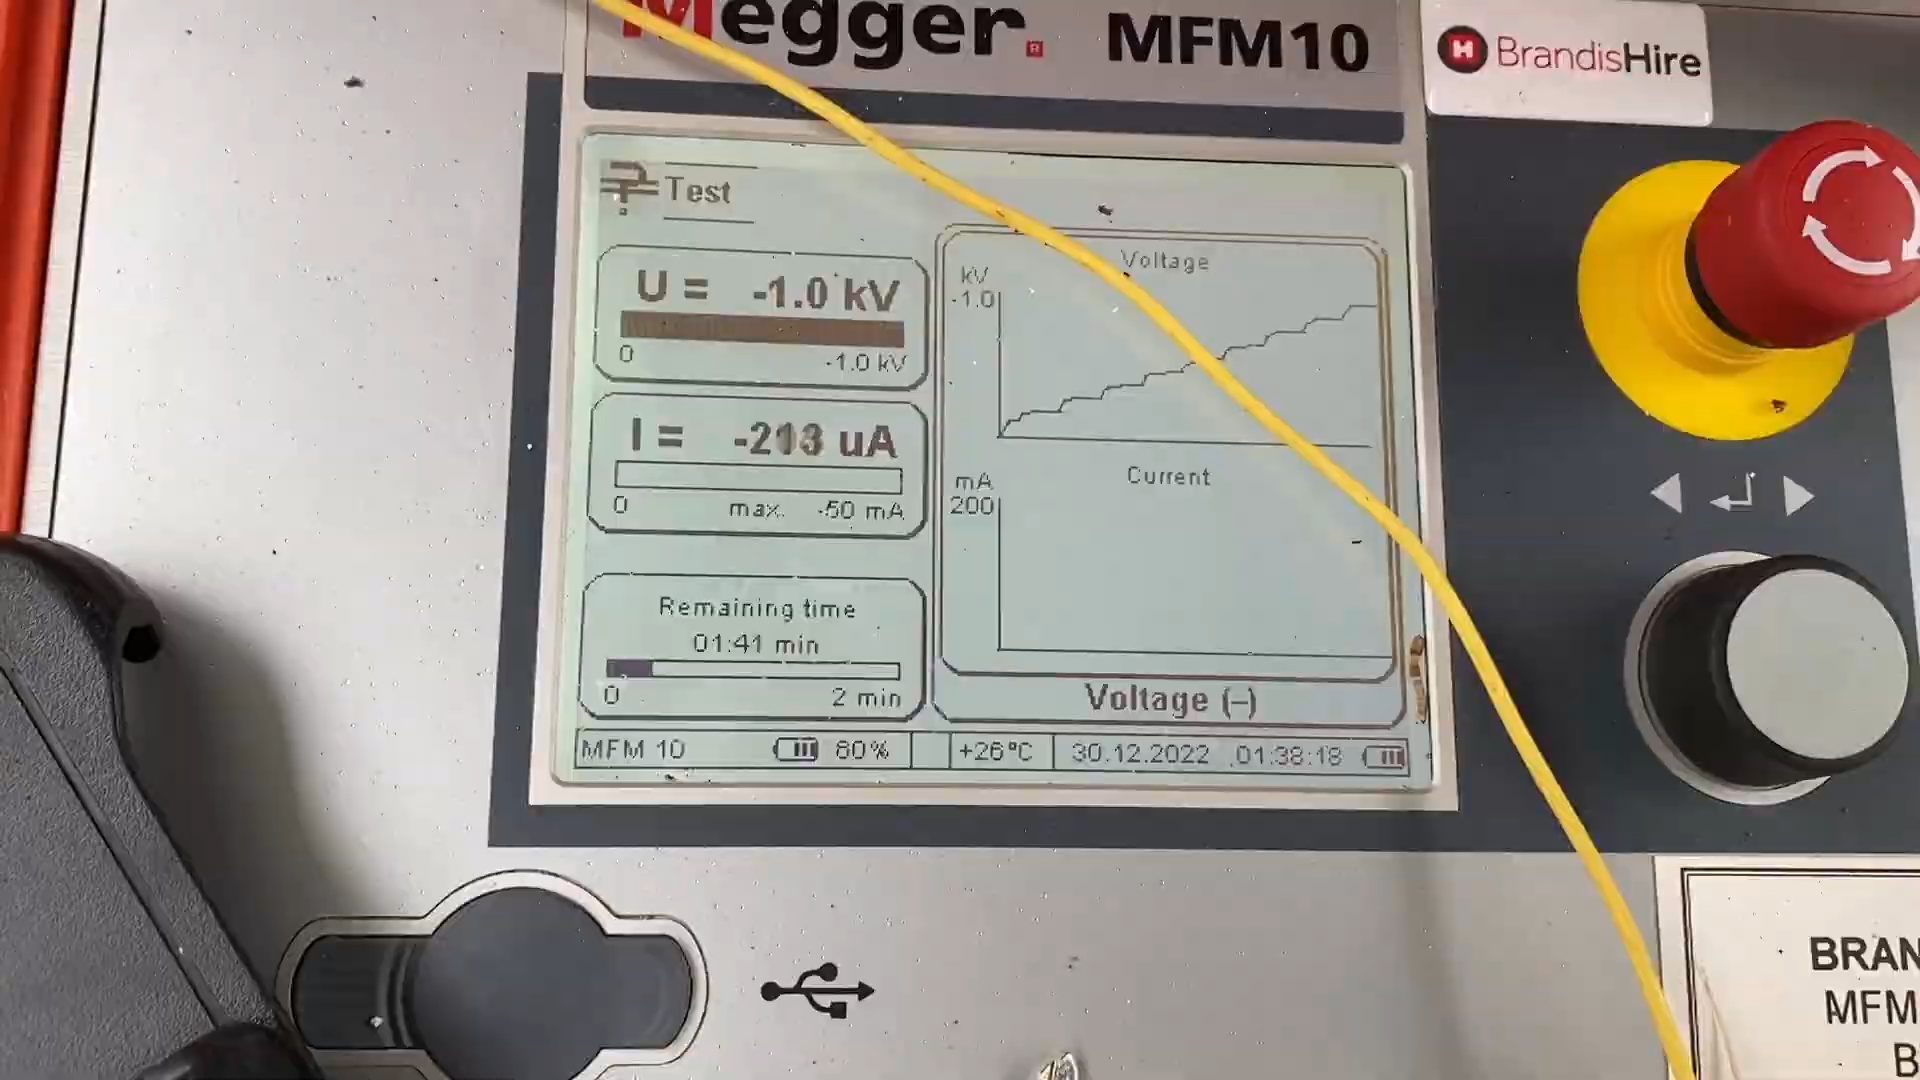 Megger.
MFM10
BrandisHire
Test
U = -1.0 kV
0 -1.0 kV
I = uA
0 max. -50 mA
Remaining time
01:41 min
0 2 min
Voltage
kV
-1.0
Current
mA
200
Voltage (–)
MFM 10 80% +26°C 30.12.2022 01:38:18
BRAN
MFM
B